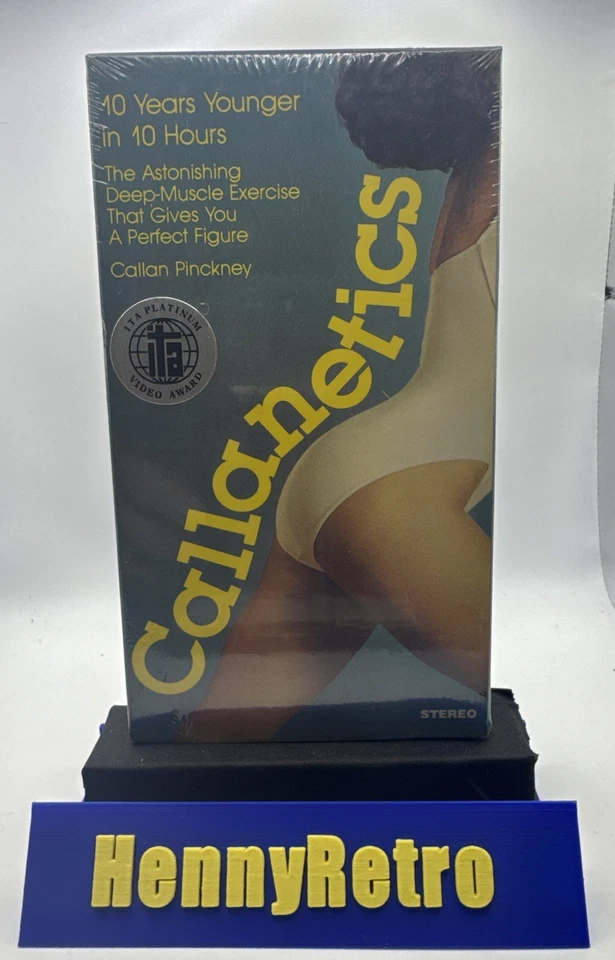 10 Years Younger
in 10 Hours
The Astonishing
Deep-Muscle Exercise
That Gives You
A Perfect Figure
Callan Pinckney
ITA PLATINUM
ita
VIDEO AWARD
Callanetics
STEREO
HennyRetro